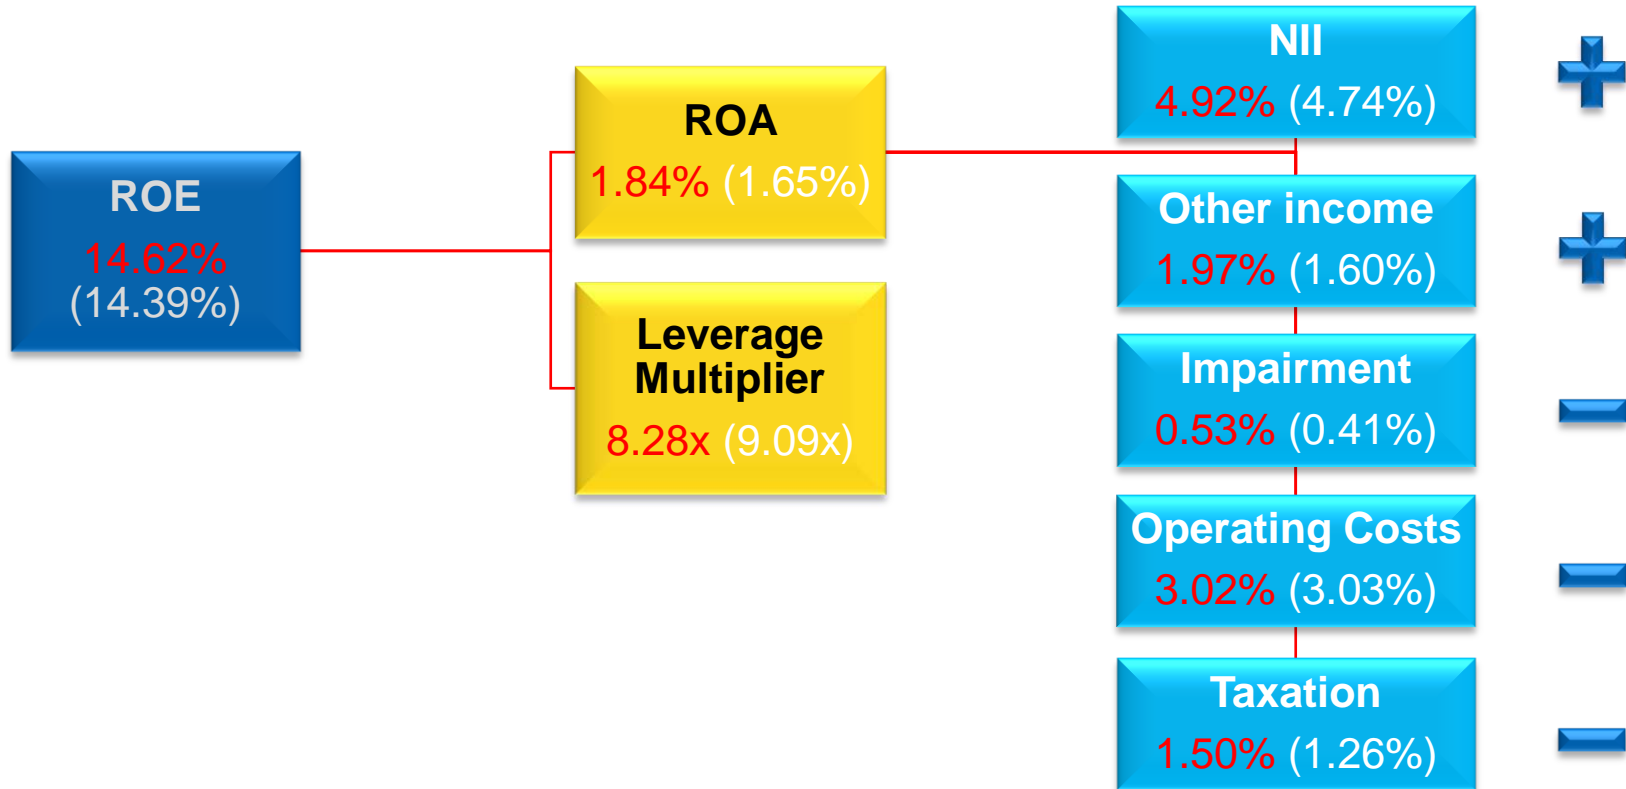 ROE
14.62%
(14.39%)
ROA
1.84% (1.65%)
Leverage
Multiplier
8.28x (9.09x)
NII
4.92% (4.74%)
Other income
1.97% (1.60%)
Impairment
0.53% (0.41%)
Operating Costs
3.02% (3.03%)
Taxation
1.50% (1.26%)